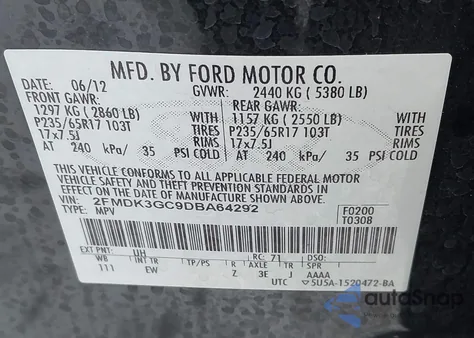 MFD. BY FORD MOTOR CO.
DATE: 06/12 GVWR: 2440 KG ( 5380 LB)
FRONT GAWR: REAR GAWR:
1297 KG ( 2860 LB) WITH 1157 KG ( 2550 LB) WITH
P235/65R17 103T TIRES P235/65R17 103T TIRES
17x7.5J RIMS 17x7.5J RIMS
AT 240 kPa/ 35 PSI COLD AT 240 kPa/ 35 PSI COLD
THIS VEHICLE CONFORMS TO ALL APPLICABLE FEDERAL MOTOR
VEHICLE SAFETY AND THEFT PREVENTION STANDARDS IN EFFECT ON THE
DATE OF MANUFACTURE SHOWN ABOVE.
VIN: 2FMDK3GC9DBA64292
TYPE: MPV
F0200
T0308
EXT PNT: UH RC: 71 DSO:
WB INT TR TP/PS R AXLE TR SPR
111 EW Z 3E J AAAA
UTC ▽5U5A-1520472-BA
autoSnap